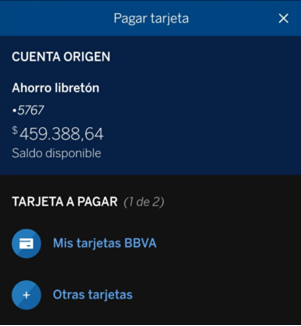 Pagar tarjeta
CUENTA ORIGEN
Ahorro libretón
•5767
$459.388,64
Saldo disponible
TARJETA A PAGAR (1 de 2)
Mis tarjetas BBVA
Otras tarjetas